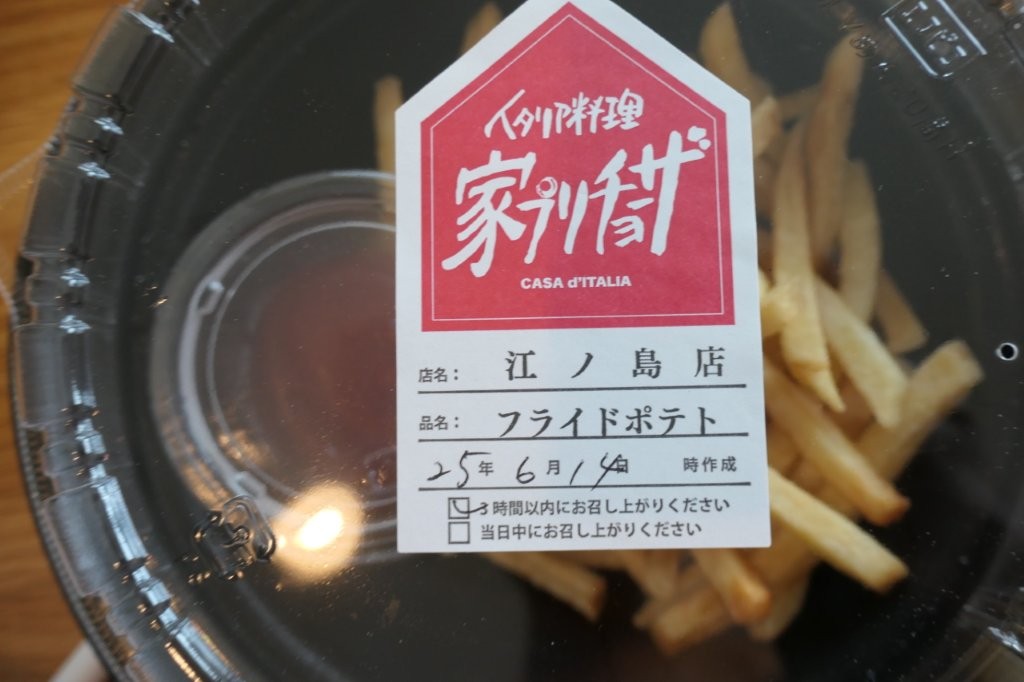 イタリア料理
家プリチョーザ
CASA d'ITALIA
店名： 江ノ島店
品名： フライドポテト
25年 6月 14日 時作成
3時間以内にお召し上がりください
当日中にお召し上がりください